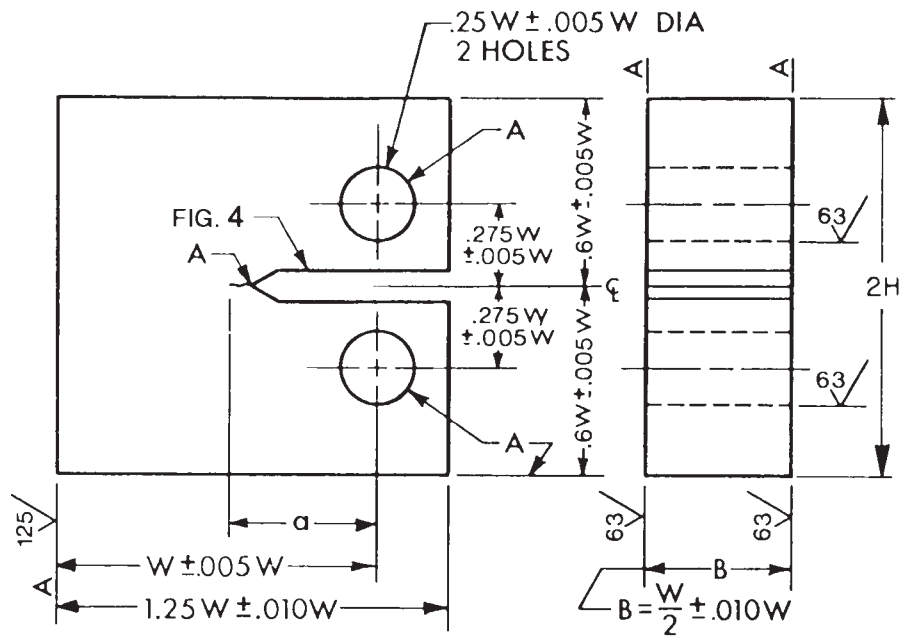 .25W ± .005W DIA
2 HOLES
A
A
A
FIG. 4
A
.275W
±.005W
.6W±.005W
63
℄
2H
.275W
±.005W
.6W±.005W
63
A
125
a
63
63
W ±.005W
B
A
1.25W ±.010W
B = W/2 ± .010W